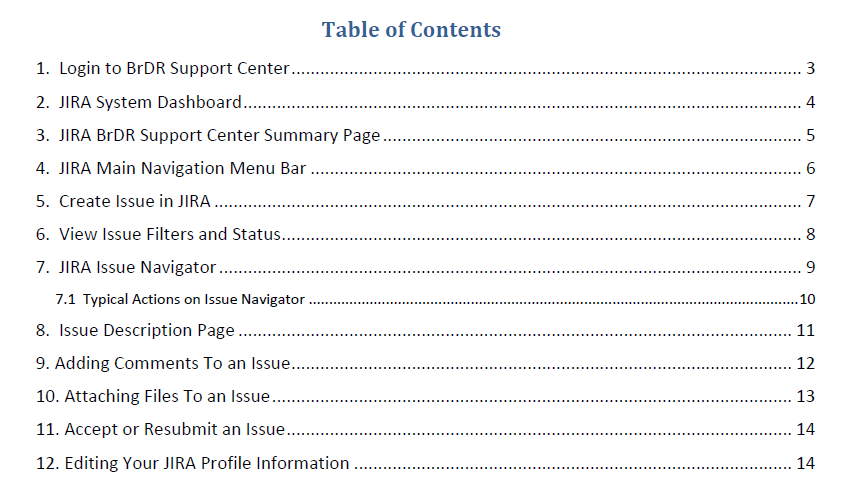 Table of Contents
1. Login to BrDR Support Center........................................................................................................ 3
2. JIRA System Dashboard.................................................................................................................. 4
3. JIRA BrDR Support Center Summary Page..................................................................................... 5
4. JIRA Main Navigation Menu Bar .................................................................................................... 6
5. Create Issue in JIRA ........................................................................................................................ 7
6. View Issue Filters and Status.......................................................................................................... 8
7. JIRA Issue Navigator ....................................................................................................................... 9
7.1 Typical Actions on Issue Navigator ..........................................................................................................................10
8. Issue Description Page ................................................................................................................. 11
9. Adding Comments To an Issue...................................................................................................... 12
10. Attaching Files To an Issue.......................................................................................................... 13
11. Accept or Resubmit an Issue....................................................................................................... 14
12. Editing Your JIRA Profile Information ......................................................................................... 14